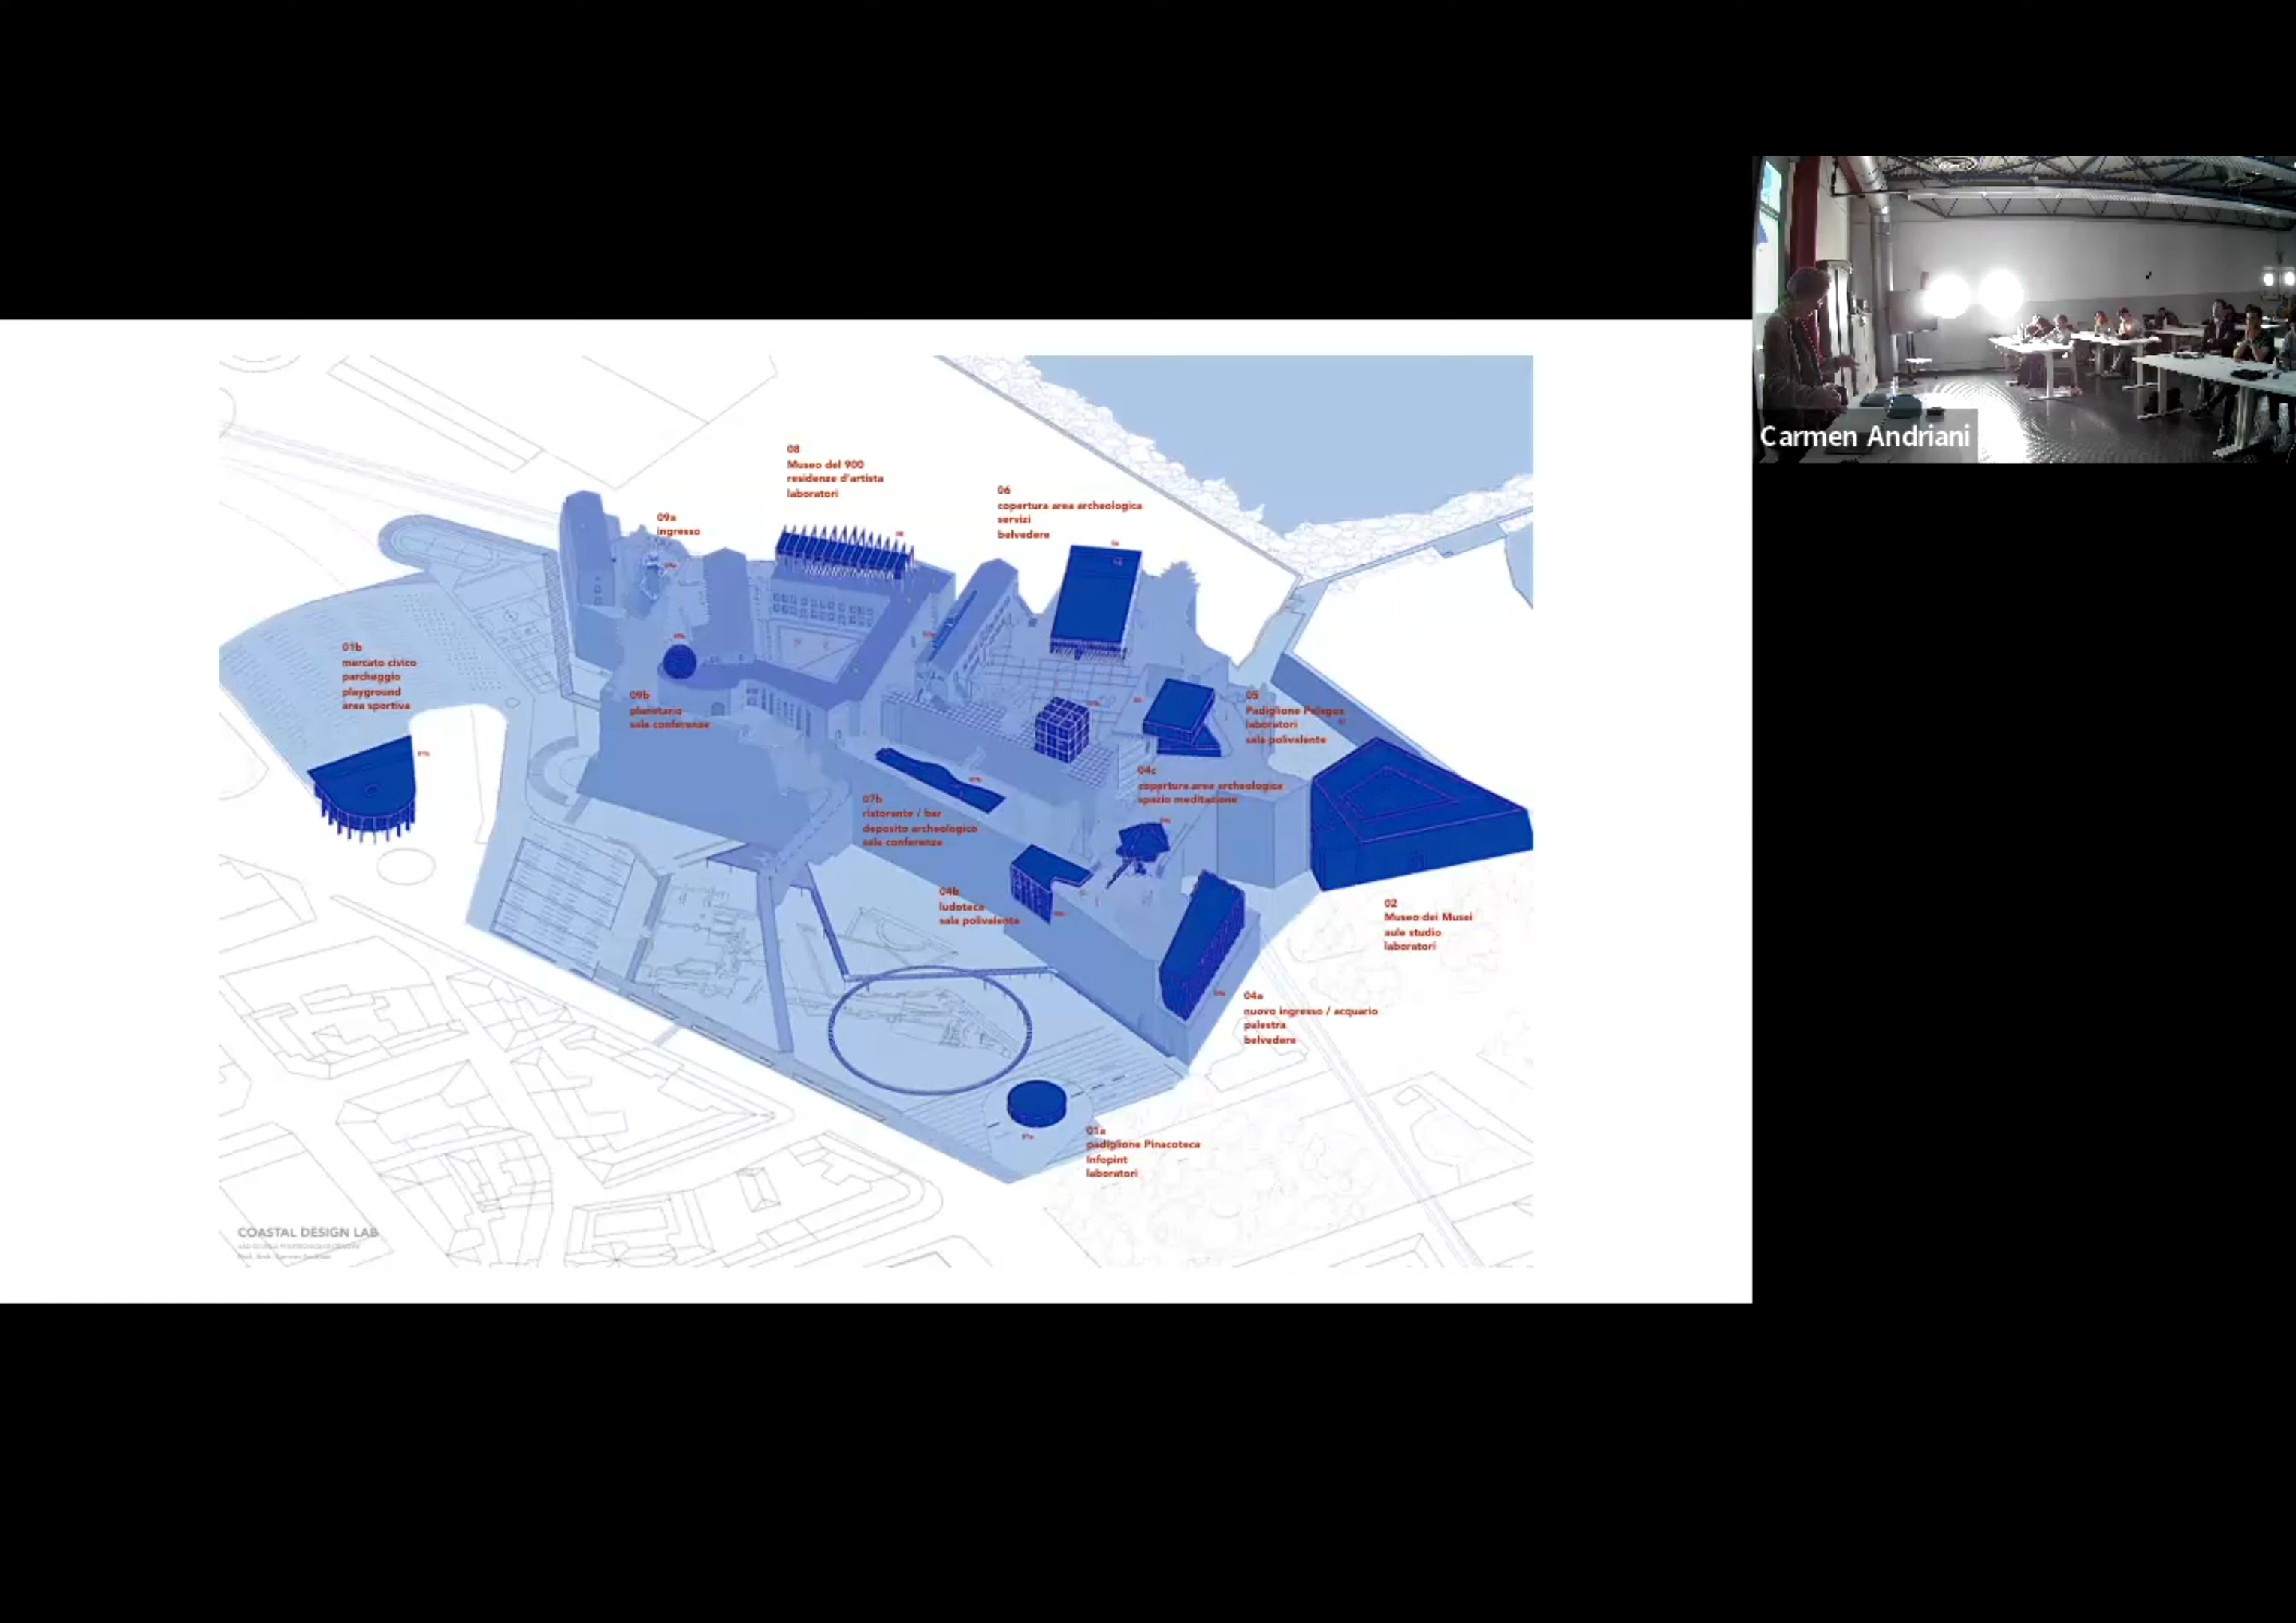 Carmen Andriani
08
Museo del 900
residenze d'artista
laboratori
06
copertura area archeologica
servizi
belvedere
09a
ingresso
01b
mercato civico
parcheggio
playground
area sportiva
09b
planetario
sala conferenze
05
Padiglione Pelagos
laboratori
sala polivalente
04c
copertura area archeologica
spazio meditazione
07b
ristorante / bar
deposito archeologico
sala conferenze
04b
ludoteca
sala polivalente
02
Museo dei Musei
aule studio
laboratori
04a
nuovo ingresso / acquario
palestra
belvedere
01a
padiglione Pinacoteca
Infopint
laboratori
COASTAL DESIGN LAB